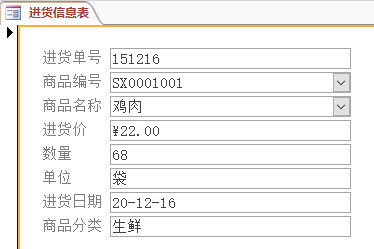 进货信息表
进货单号 151216
商品编号 SX0001001
商品名称 鸡肉
进货价 ¥22.00
数量 68
单位 袋
进货日期 20-12-16
商品分类 生鲜